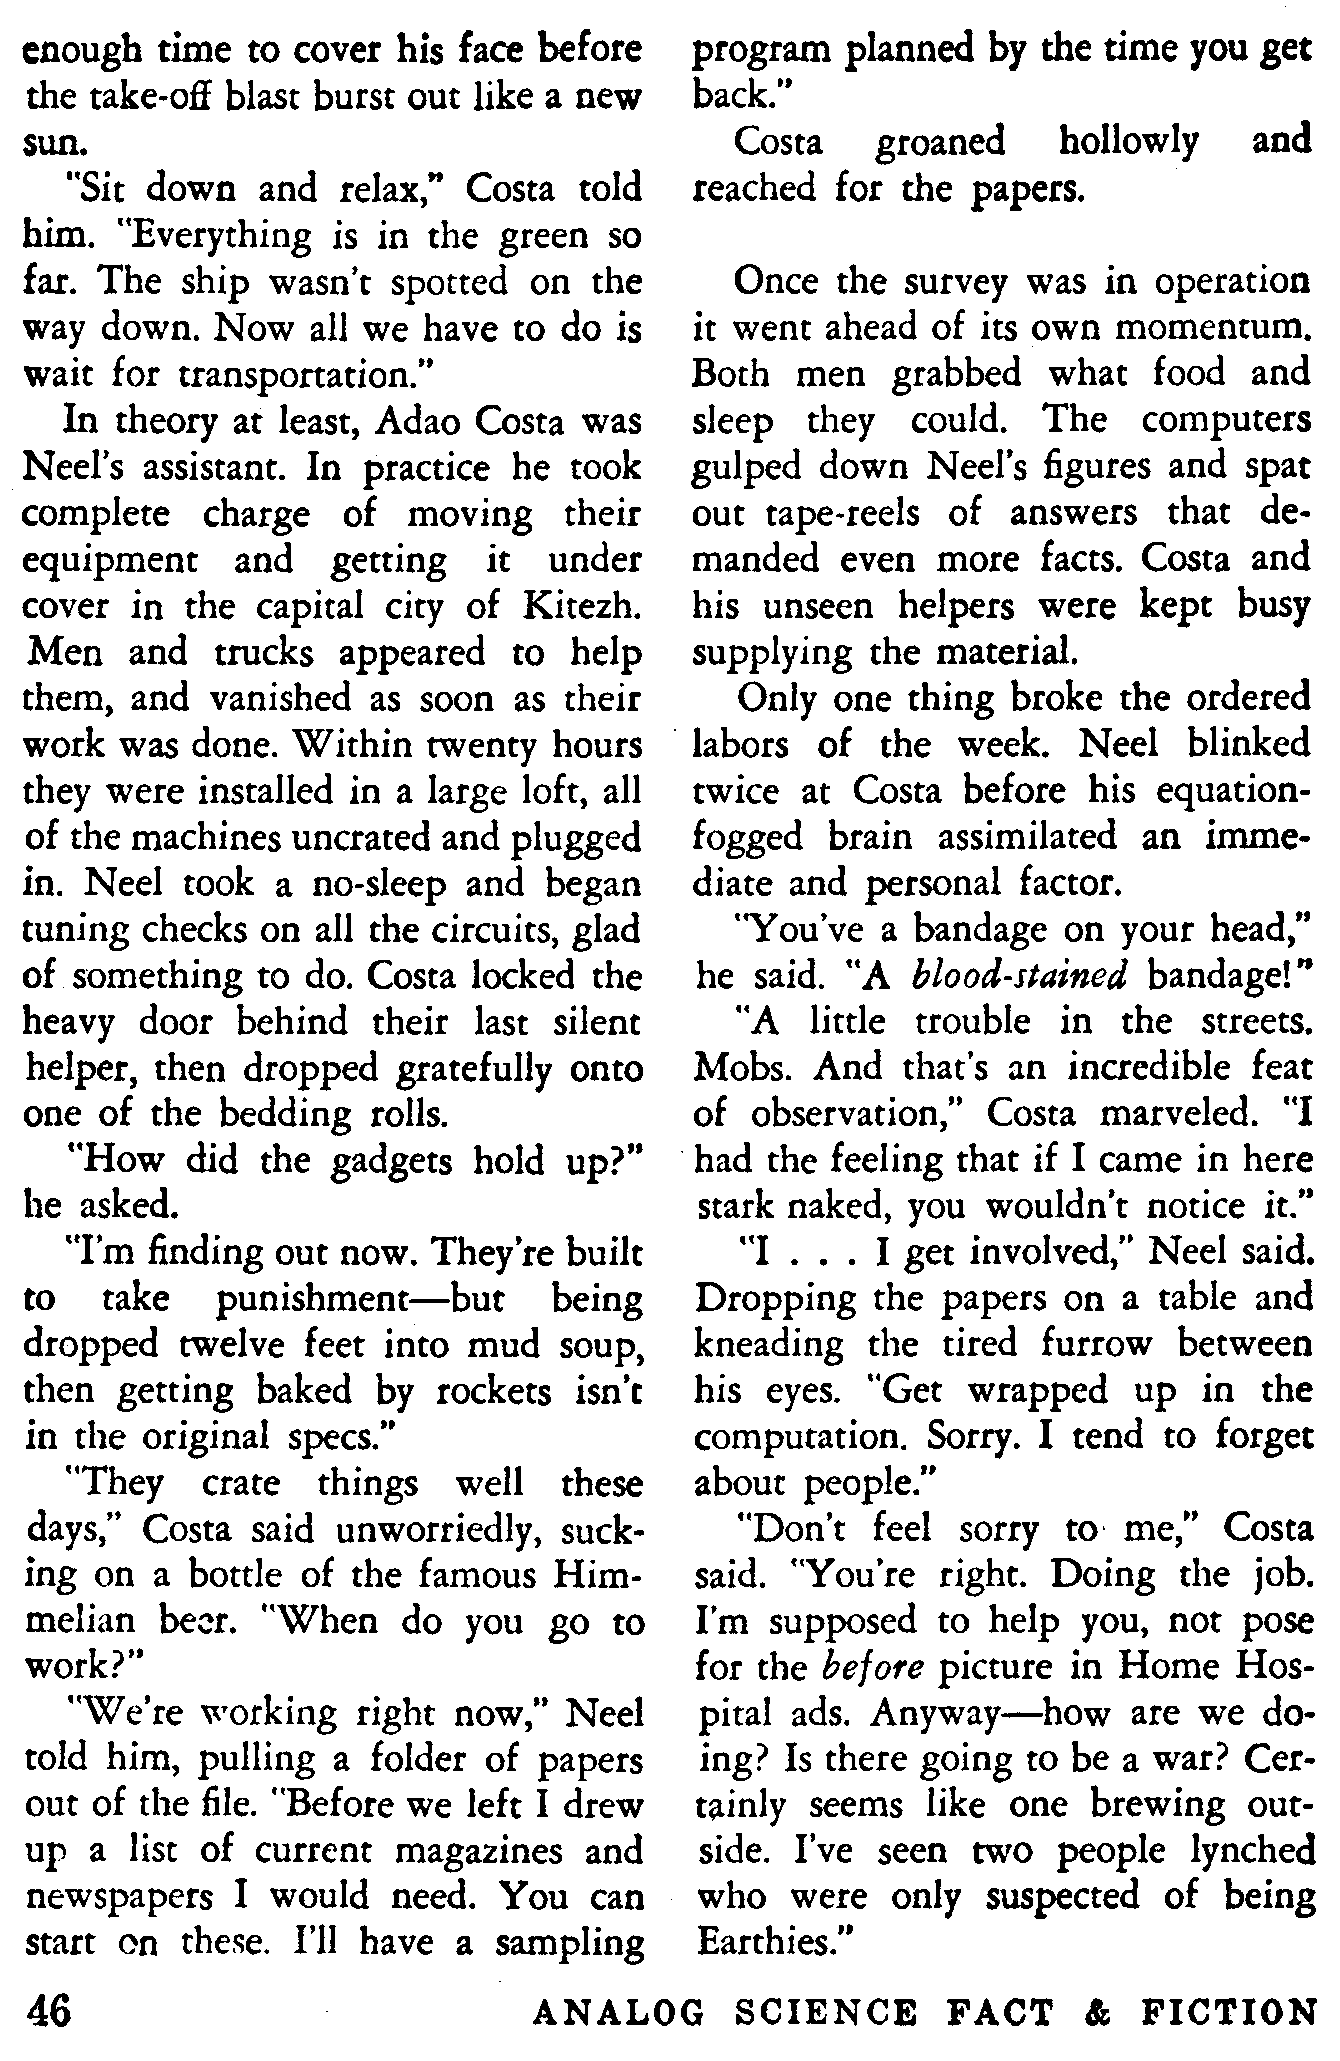 enough time to cover his face before
the take-off blast burst out like a new
sun.
"Sit down and relax," Costa told
him. "Everything is in the green so
far. The ship wasn't spotted on the
way down. Now all we have to do is
wait for transportation."
In theory at least, Adao Costa was
Neel's assistant. In practice he took
complete charge of moving their
equipment and getting it under
cover in the capital city of Kitezh.
Men and trucks appeared to help
them, and vanished as soon as their
work was done. Within twenty hours
they were installed in a large loft, all
of the machines uncrated and plugged
in. Neel took a no-sleep and began
tuning checks on all the circuits, glad
of something to do. Costa locked the
heavy door behind their last silent
helper, then dropped gratefully onto
one of the bedding rolls.
"How did the gadgets hold up?"
he asked.
"I'm finding out now. They're built
to take punishment—but being
dropped twelve feet into mud soup,
then getting baked by rockets isn't
in the original specs."
"They crate things well these
days," Costa said unworriedly, suck-
ing on a bottle of the famous Him-
melian beer. "When do you go to
work?"
"We're working right now," Neel
told him, pulling a folder of papers
out of the file. "Before we left I drew
up a list of current magazines and
newspapers I would need. You can
start on these. I'll have a sampling
program planned by the time you get
back."
Costa groaned hollowly and
reached for the papers.
Once the survey was in operation
it went ahead of its own momentum.
Both men grabbed what food and
sleep they could. The computers
gulped down Neel's figures and spat
out tape-reels of answers that de-
manded even more facts. Costa and
his unseen helpers were kept busy
supplying the material.
Only one thing broke the ordered
labors of the week. Neel blinked
twice at Costa before his equation-
fogged brain assimilated an imme-
diate and personal factor.
"You've a bandage on your head,"
he said. "A blood-stained bandage!"
"A little trouble in the streets.
Mobs. And that's an incredible feat
of observation," Costa marveled. "I
had the feeling that if I came in here
stark naked, you wouldn't notice it."
"I . . . I get involved," Neel said.
Dropping the papers on a table and
kneading the tired furrow between
his eyes. "Get wrapped up in the
computation. Sorry. I tend to forget
about people."
"Don't feel sorry to me," Costa
said. "You're right. Doing the job.
I'm supposed to help you, not pose
for the before picture in Home Hos-
pital ads. Anyway—how are we do-
ing? Is there going to be a war? Cer-
tainly seems like one brewing out-
side. I've seen two people lynched
who were only suspected of being
Earthies."
46
ANALOG SCIENCE FACT & FICTION